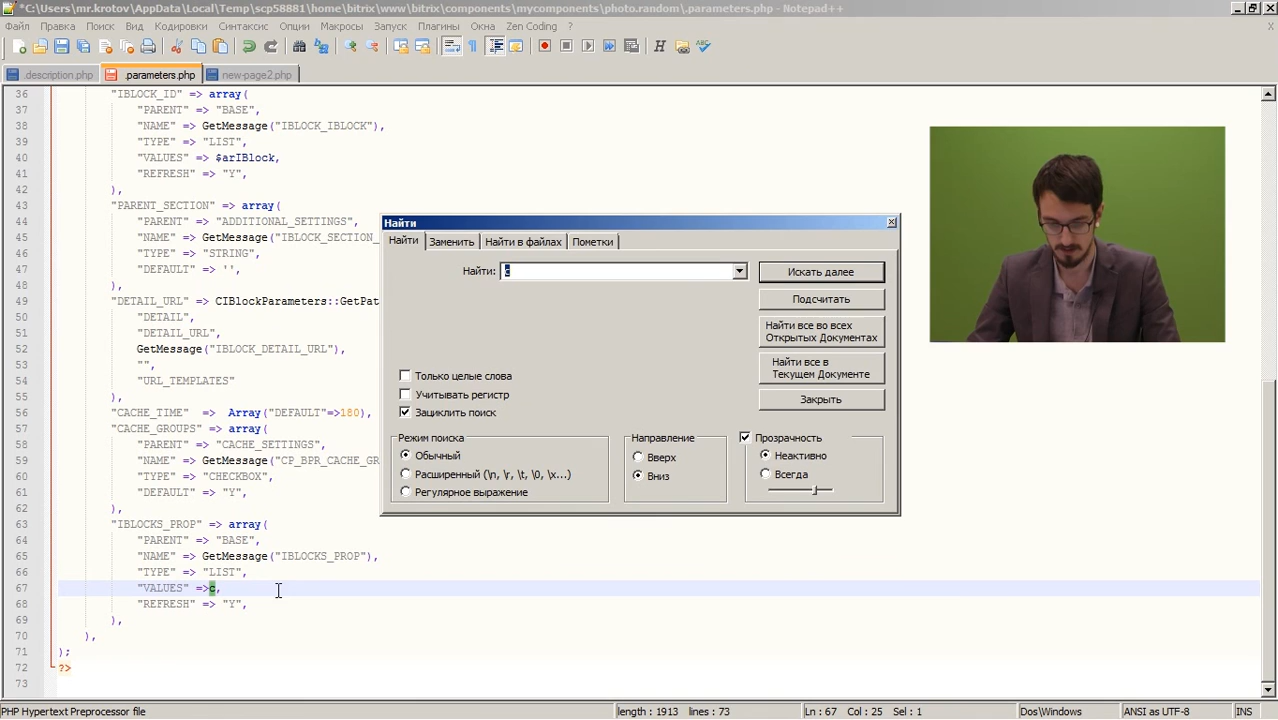 *C:\Users\mr.krotov\AppData\Local\Temp\scp58881\home\bitrix\www\bitrix\components\mycomponents\photo.random\.parameters.php - Notepad++
Файл Правка Поиск Вид Кодировки Синтаксис Опции Макросы Запуск Плагины Окна Zen Coding X
.description.php .parameters.php new-page2.php
36 "IBLOCK_ID" => array(
37 "PARENT" => "BASE",
38 "NAME" => GetMessage("IBLOCK_IBLOCK"),
39 "TYPE" => "LIST",
40 "VALUES" => $arIBlock,
41 "REFRESH" => "Y",
42 ),
43 "PARENT_SECTION" => array(
44 "PARENT" => "ADDITIONAL_SETTINGS",
45 "NAME" => GetMessage("IBLOCK_SECTION_
46 "TYPE" => "STRING",
47 "DEFAULT" => '',
48 ),
49 "DETAIL_URL" => CIBlockParameters::GetPat
50 "DETAIL",
51 "DETAIL_URL",
52 GetMessage("IBLOCK_DETAIL_URL"),
53 "",
54 "URL_TEMPLATES"
55 ),
56 "CACHE_TIME" => Array("DEFAULT"=>180),
57 "CACHE_GROUPS" => array(
58 "PARENT" => "CACHE_SETTINGS",
59 "NAME" => GetMessage("CP_BPR_CACHE_GR
60 "TYPE" => "CHECKBOX",
61 "DEFAULT" => "Y",
62 ),
63 "IBLOCKS_PROP" => array(
64 "PARENT" => "BASE",
65 "NAME" => GetMessage("IBLOCKS_PROP"),
66 "TYPE" => "LIST",
67 "VALUES" =>c,
68 "REFRESH" => "Y",
69 ),
70 ),
71 );
72 ?>
73
Найти
Найти Заменить Найти в файлах Пометки
Найти: c
Искать далее
Подсчитать
Найти все во всех Открытых Документах
Найти все в Текущем Документе
Закрыть
Только целые слова
Учитывать регистр
Зациклить поиск
Режим поиска
Обычный
Расширенный (\n, \r, \t, \0, \x...)
Регулярное выражение
Направление
Вверх
Вниз
Прозрачность
Неактивно
Всегда
PHP Hypertext Preprocessor file length : 1913 lines : 73 Ln : 67 Col : 25 Sel : 1 Dos\Windows ANSI as UTF-8 INS